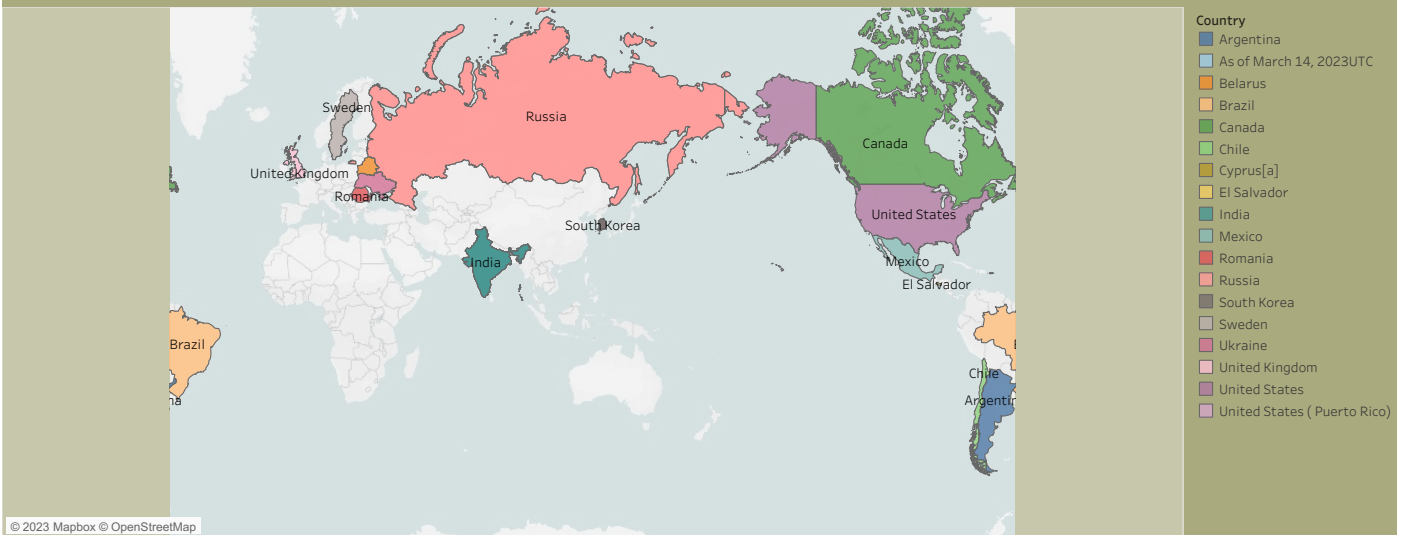 Sweden
Russia
Canada
United Kingdom
Romania
United States
South Korea
India
Mexico
El Salvador
Brazil
Chile
na
Argentin
© 2023 Mapbox © OpenStreetMap
Country
Argentina
As of March 14, 2023UTC
Belarus
Brazil
Canada
Chile
Cyprus[a]
El Salvador
India
Mexico
Romania
Russia
South Korea
Sweden
Ukraine
United Kingdom
United States
United States ( Puerto Rico)